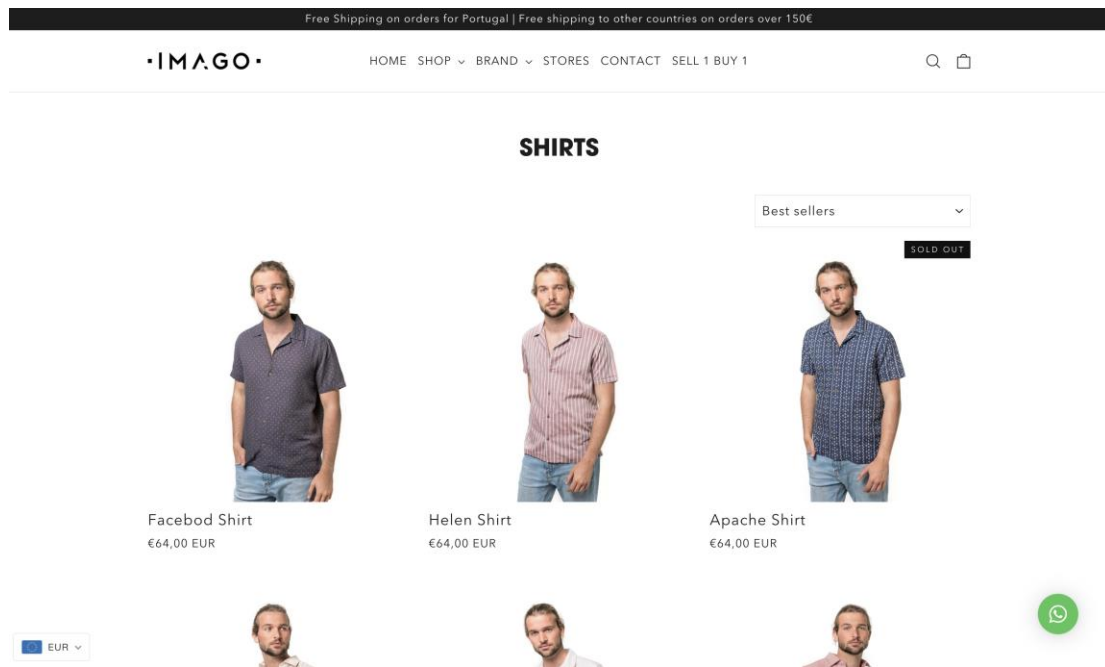 Free Shipping on orders for Portugal | Free shipping to other countries on orders over 150€
·IMAGO·
HOME SHOP BRAND STORES CONTACT SELL 1 BUY 1
SHIRTS
Best sellers
SOLD OUT
Facebod Shirt
€64,00 EUR
Helen Shirt
€64,00 EUR
Apache Shirt
€64,00 EUR
EUR